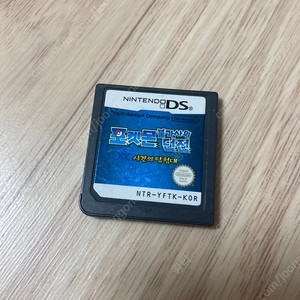 NINTENDO DS
포켓몬 불가사의 던전
시간의 탐험대
NTR-YFTK-KOR